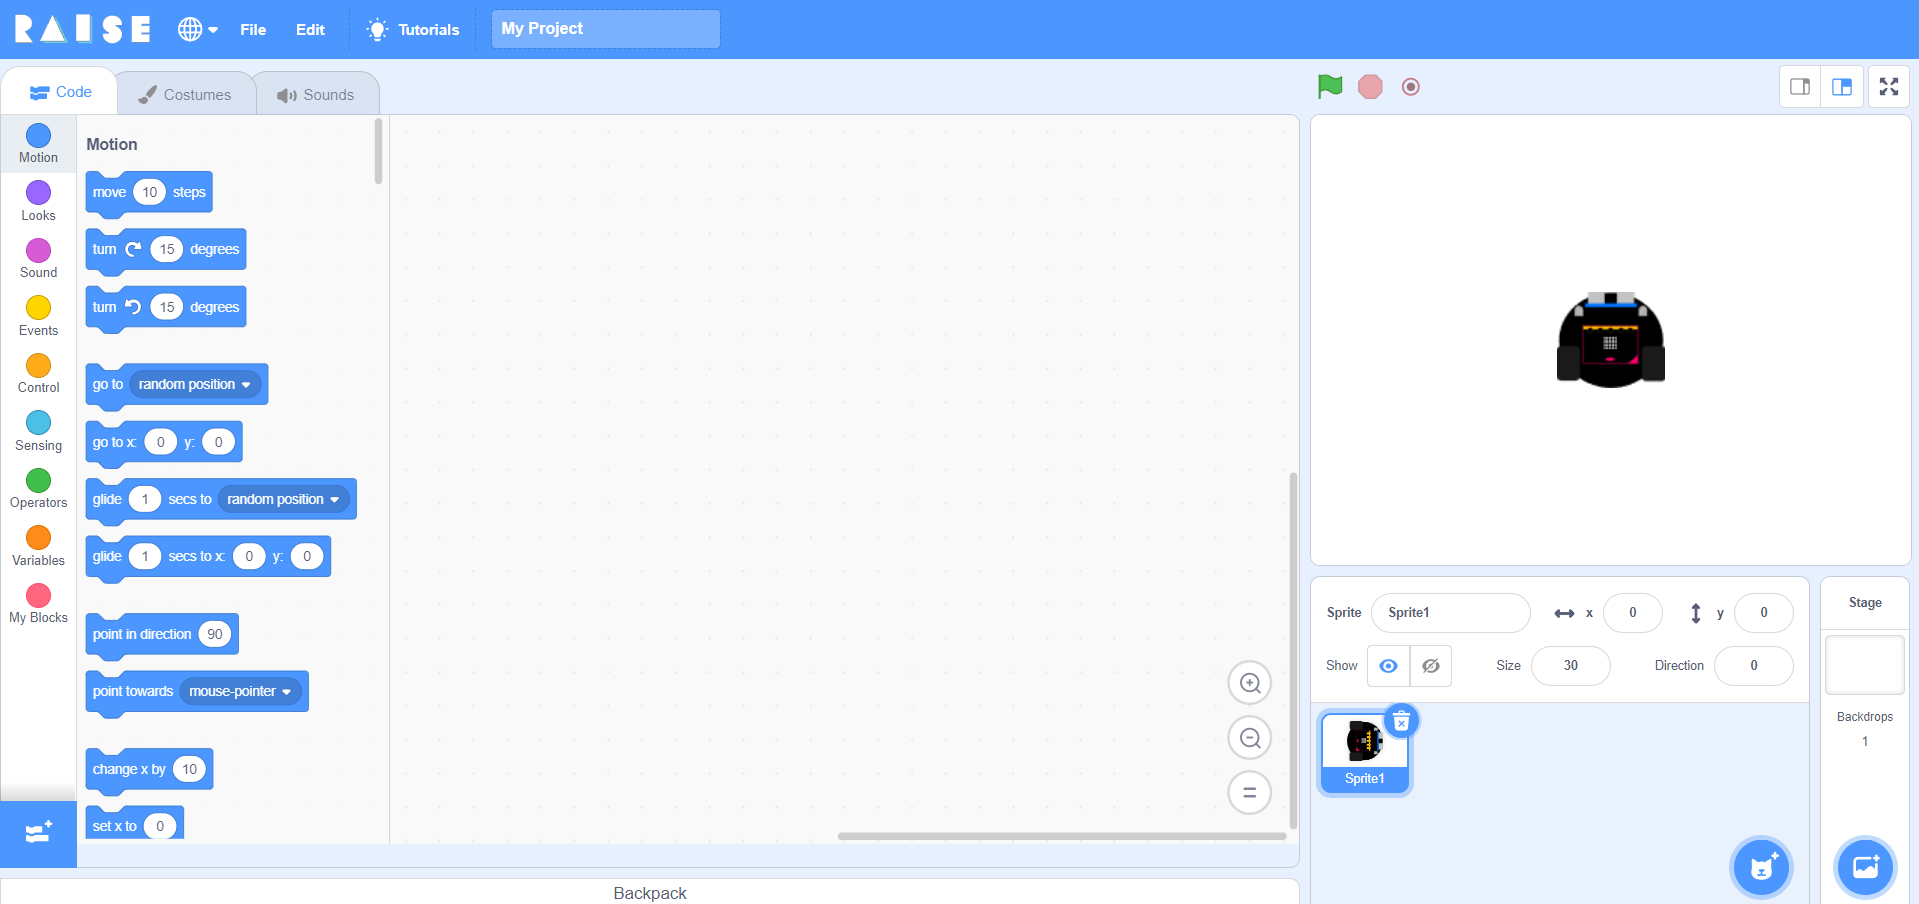 RAISE
File
Edit
Tutorials
My Project
Code
Costumes
Sounds
Motion
Looks
Sound
Events
Control
Sensing
Operators
Variables
My Blocks
Motion
move 10 steps
turn 15 degrees
turn 15 degrees
go to random position
go to x: 0 y: 0
glide 1 secs to random position
glide 1 secs to x: 0 y: 0
point in direction 90
point towards mouse-pointer
change x by 10
set x to 0
Backpack
Sprite Sprite1 x 0 y 0
Show Size 30 Direction 0
Sprite1
Stage
Backdrops
1